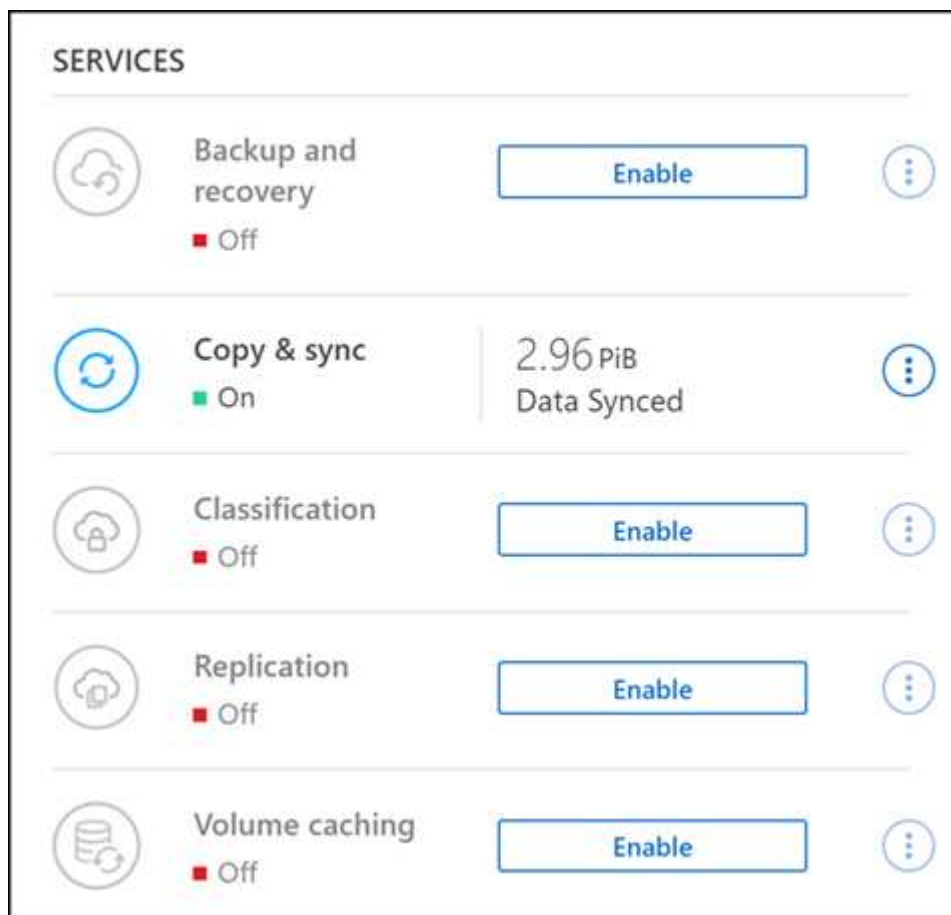 SERVICES
Backup and
recovery
Off
Enable
Copy & sync
On
2.96 PiB
Data Synced
Classification
Off
Enable
Replication
Off
Enable
Volume caching
Off
Enable